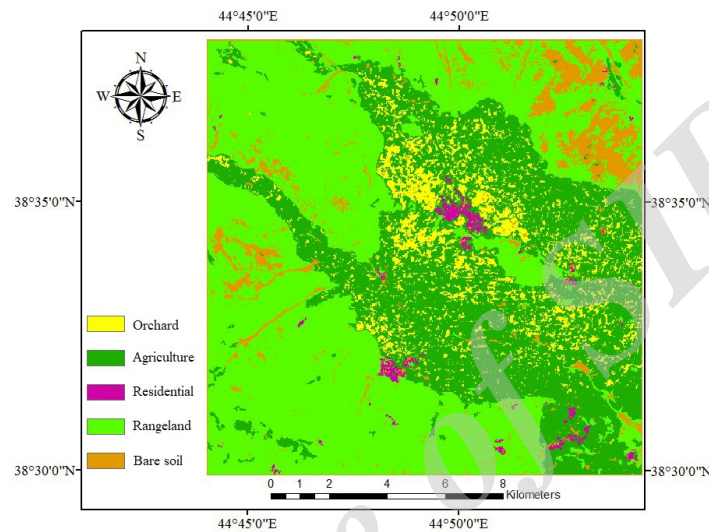 44°45'0"E 44°50'0"E
N
W E
S
38°35'0"N 38°35'0"N
Orchard
Agriculture
Residential
Rangeland
Bare soil
38°30'0"N 38°30'0"N
0 1 2 4 6 8
Kilometers
44°45'0"E 44°50'0"E